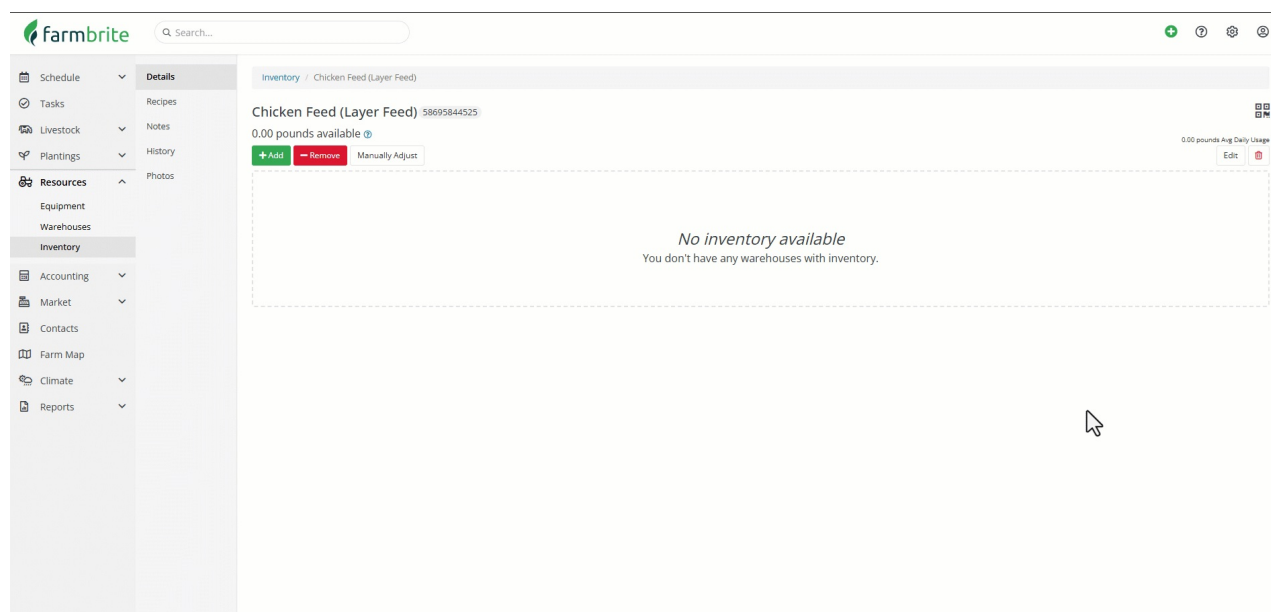 farmbrite
Search...
Schedule
Tasks
Livestock
Plantings
Resources
Equipment
Warehouses
Inventory
Accounting
Market
Contacts
Farm Map
Climate
Reports
Details
Recipes
Notes
History
Photos
Inventory / Chicken Feed (Layer Feed)
Chicken Feed (Layer Feed) 58695844525
0.00 pounds available
0.00 pounds Avg Daily Usage
+ Add − Remove Manually Adjust Edit
No inventory available
You don't have any warehouses with inventory.